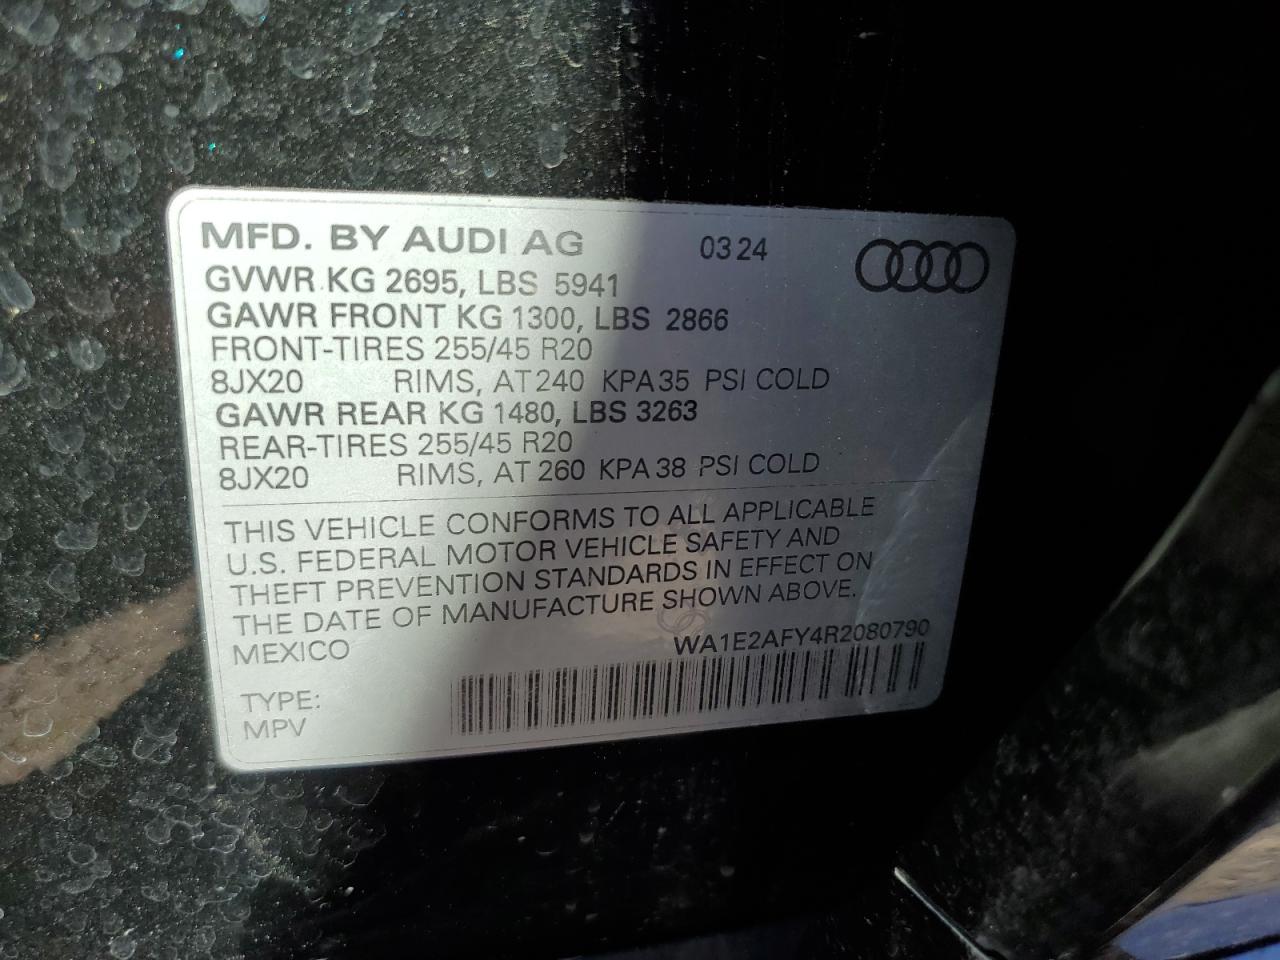 MFD. BY AUDI AG 03 24
GVWR KG 2695, LBS 5941
GAWR FRONT KG 1300, LBS 2866
FRONT-TIRES 255/45 R20
8JX20 RIMS, AT 240 KPA 35 PSI COLD
GAWR REAR KG 1480, LBS 3263
REAR-TIRES 255/45 R20
8JX20 RIMS, AT 260 KPA 38 PSI COLD
THIS VEHICLE CONFORMS TO ALL APPLICABLE
U.S. FEDERAL MOTOR VEHICLE SAFETY AND
THEFT PREVENTION STANDARDS IN EFFECT ON
THE DATE OF MANUFACTURE SHOWN ABOVE.
MEXICO WA1E2AFY4R2080790
TYPE:
MPV